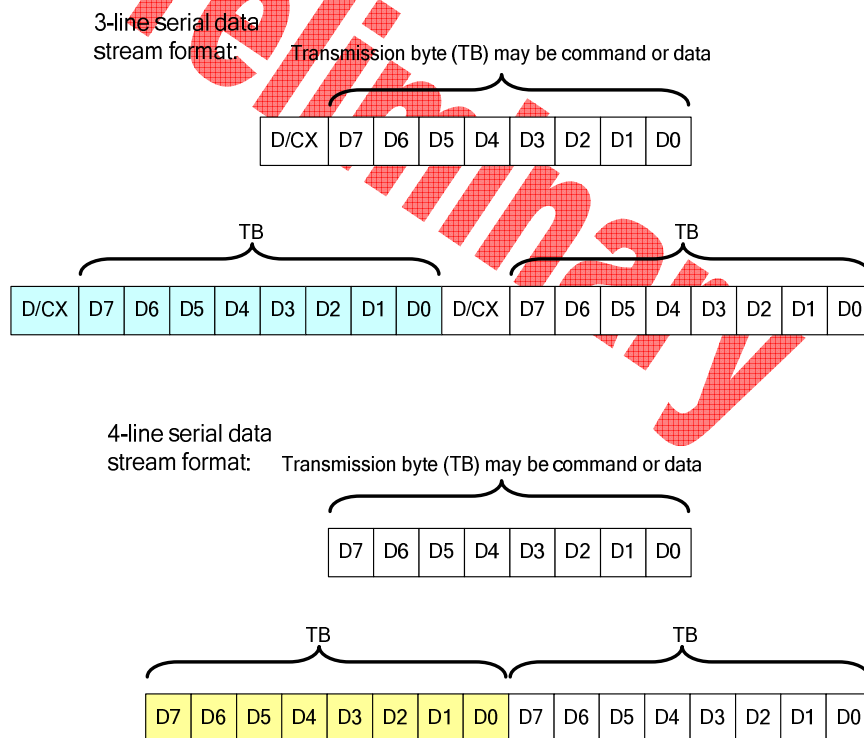 3-line serial data
stream format:
Transmission byte (TB) may be command or data
D/CX D7 D6 D5 D4 D3 D2 D1 D0
TB TB
D/CX D7 D6 D5 D4 D3 D2 D1 D0 D/CX D7 D6 D5 D4 D3 D2 D1 D0
4-line serial data
stream format:
Transmission byte (TB) may be command or data
D7 D6 D5 D4 D3 D2 D1 D0
TB TB
D7 D6 D5 D4 D3 D2 D1 D0 D7 D6 D5 D4 D3 D2 D1 D0
Preliminary